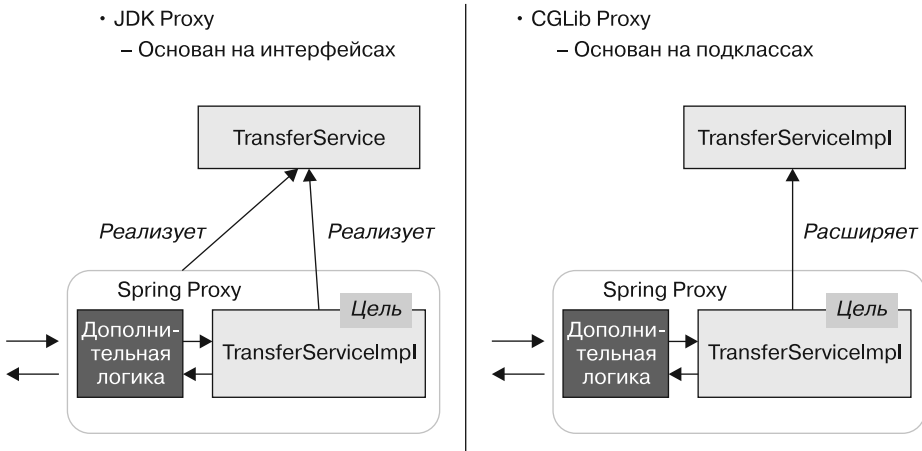 • JDK Proxy
– Основан на интерфейсах
TransferService
Реализует
Реализует
Spring Proxy
Цель
Дополни-
тельная
логика
TransferServiceImpl
• CGLib Proxy
– Основан на подклассах
TransferServiceImpl
Расширяет
Spring Proxy
Цель
Дополни-
тельная
логика
TransferServiceImpl